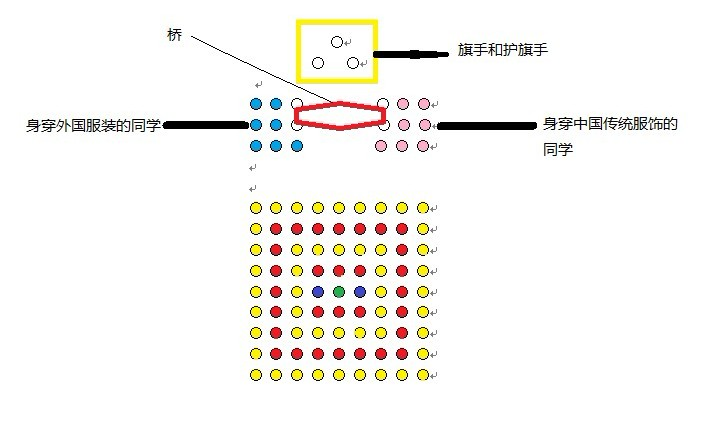 桥
旗手和护旗手
身穿外国服装的同学
身穿中国传统服饰的
同学